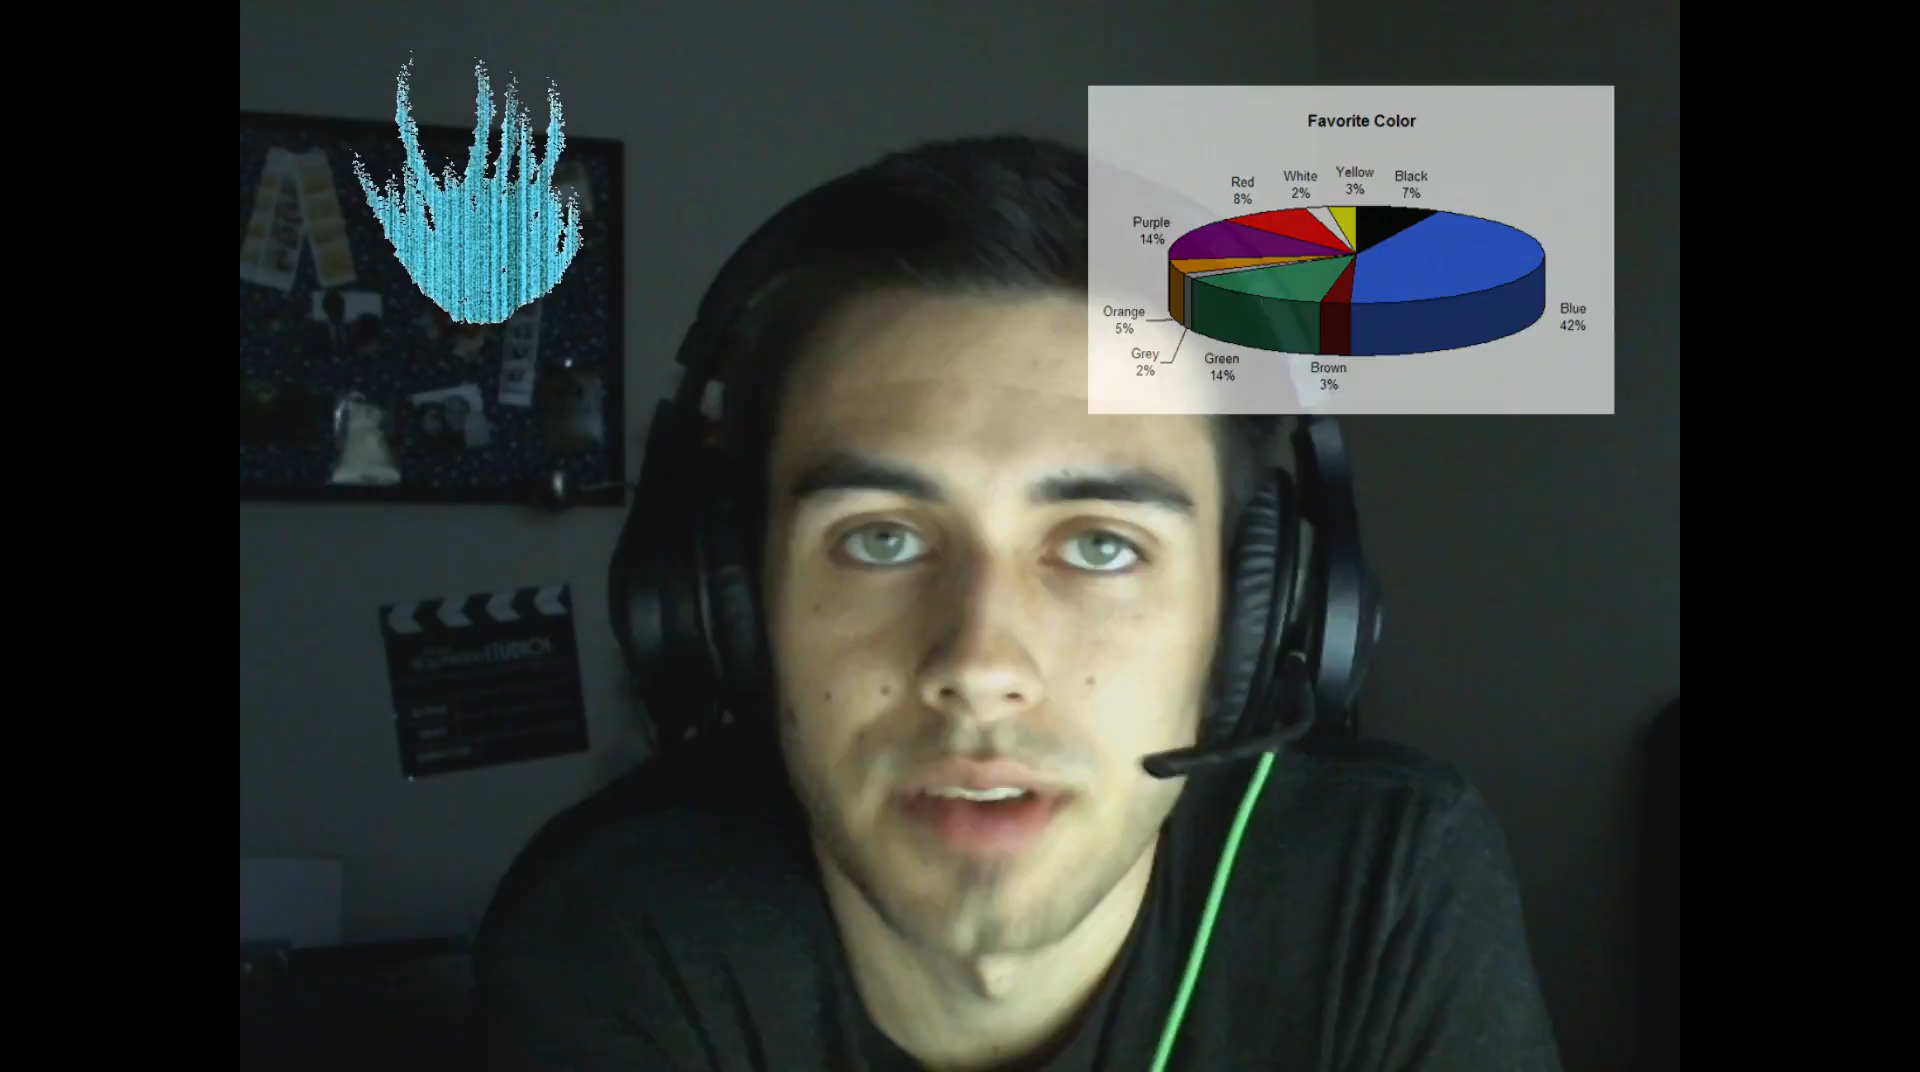 Favorite Color
Red
8%
White
2%
Yellow
3%
Black
7%
Purple
14%
Orange
5%
Grey
2%
Green
14%
Brown
3%
Blue
42%
STUDIO